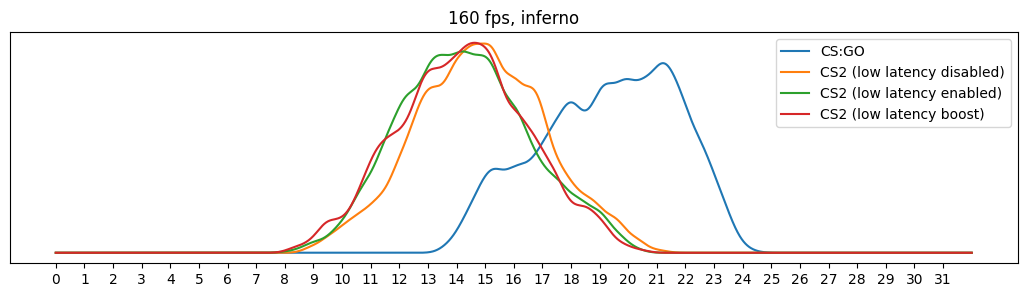 160 fps, inferno
CS:GO
CS2 (low latency disabled)
CS2 (low latency enabled)
CS2 (low latency boost)
0 1 2 3 4 5 6 7 8 9 10 11 12 13 14 15 16 17 18 19 20 21 22 23 24 25 26 27 28 29 30 31